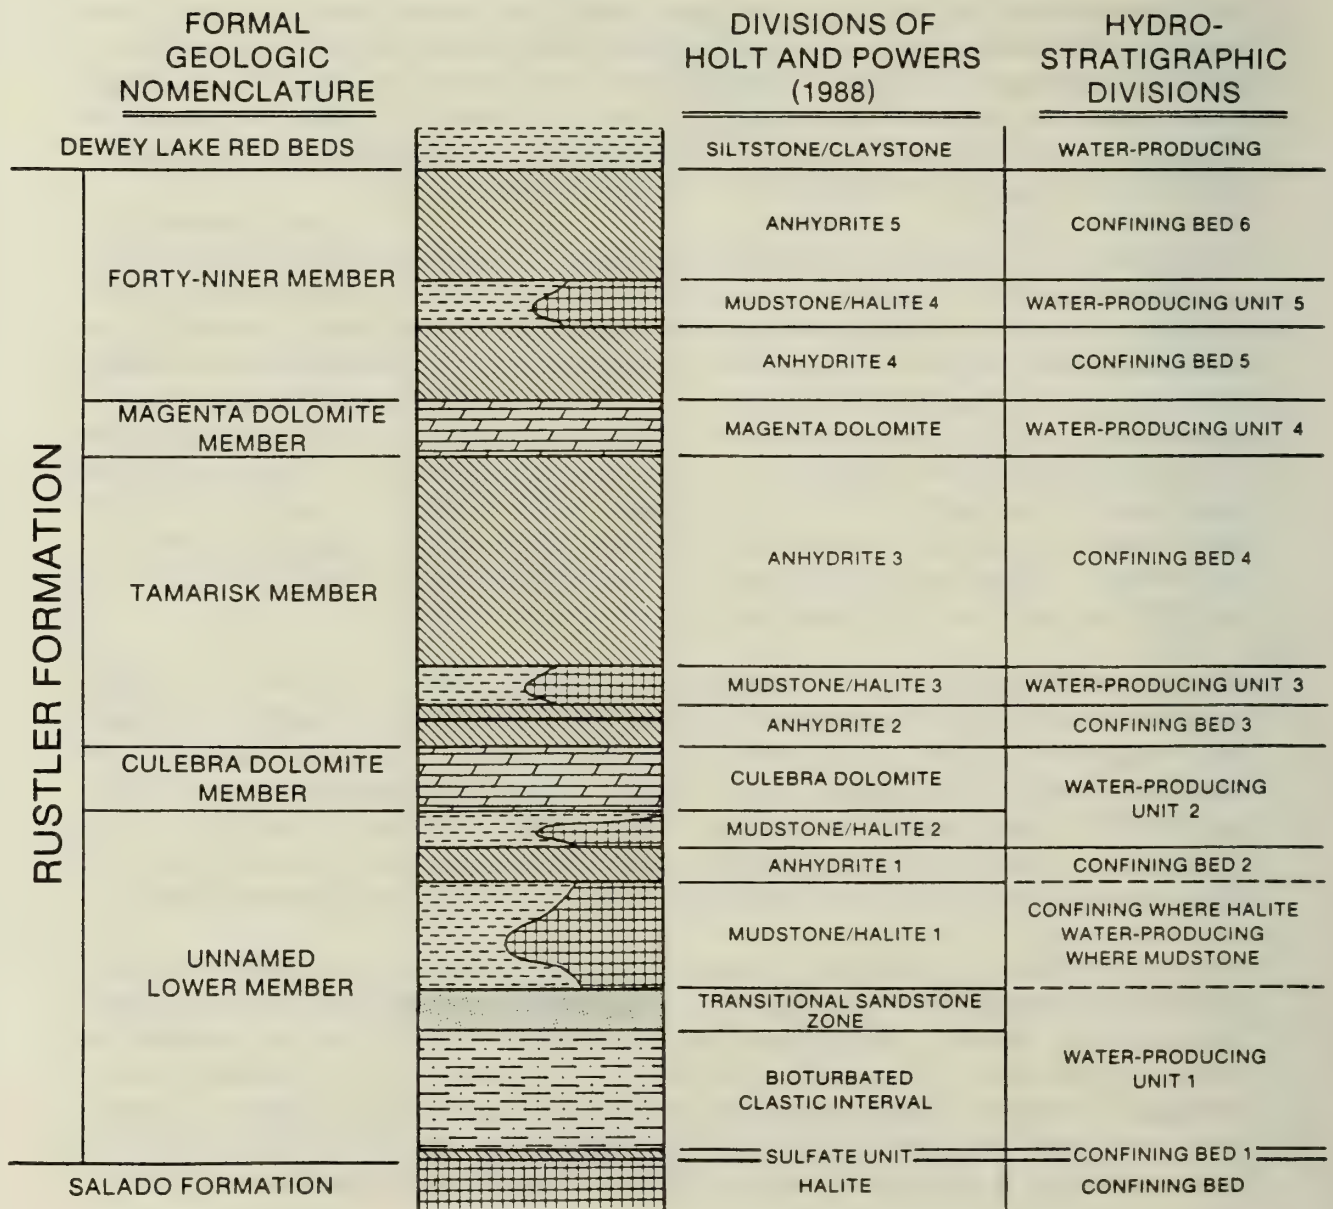 FORMAL
GEOLOGIC
NOMENCLATURE
DIVISIONS OF
HOLT AND POWERS
(1988)
HYDRO-
STRATIGRAPHIC
DIVISIONS
DEWEY LAKE RED BEDS
SILTSTONE/CLAYSTONE
WATER-PRODUCING
RUSTLER FORMATION
FORTY-NINER MEMBER
ANHYDRITE 5
CONFINING BED 6
MUDSTONE/HALITE 4
WATER-PRODUCING UNIT 5
ANHYDRITE 4
CONFINING BED 5
MAGENTA DOLOMITE
MEMBER
MAGENTA DOLOMITE
WATER-PRODUCING UNIT 4
TAMARISK MEMBER
ANHYDRITE 3
CONFINING BED 4
MUDSTONE/HALITE 3
WATER-PRODUCING UNIT 3
ANHYDRITE 2
CONFINING BED 3
CULEBRA DOLOMITE
MEMBER
CULEBRA DOLOMITE
WATER-PRODUCING
UNIT 2
MUDSTONE/HALITE 2
ANHYDRITE 1
CONFINING BED 2
UNNAMED
LOWER MEMBER
MUDSTONE/HALITE 1
CONFINING WHERE HALITE
WATER-PRODUCING
WHERE MUDSTONE
TRANSITIONAL SANDSTONE
ZONE
BIOTURBATED
CLASTIC INTERVAL
WATER-PRODUCING
UNIT 1
SULFATE UNIT
CONFINING BED 1
SALADO FORMATION
HALITE
CONFINING BED